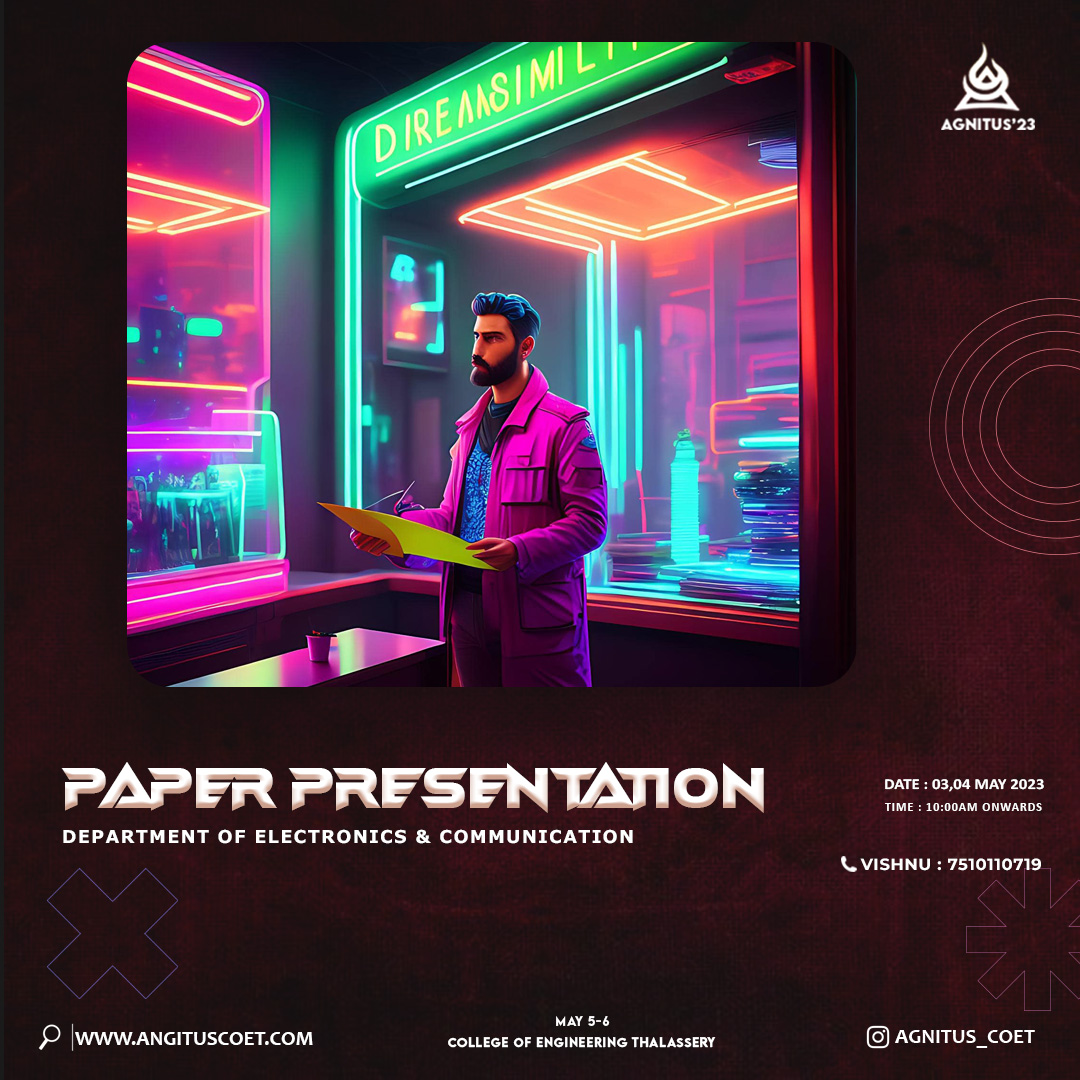 DREAMSIMILT
AGNITUS'23
PAPER PRESENTATION
DEPARTMENT OF ELECTRONICS & COMMUNICATION
DATE : 03,04 MAY 2023
TIME : 10:00AM ONWARDS
VISHNU : 7510110719
WWW.ANGITUSCOET.COM
MAY 5-6
COLLEGE OF ENGINEERING THALASSERY
AGNITUS_COET